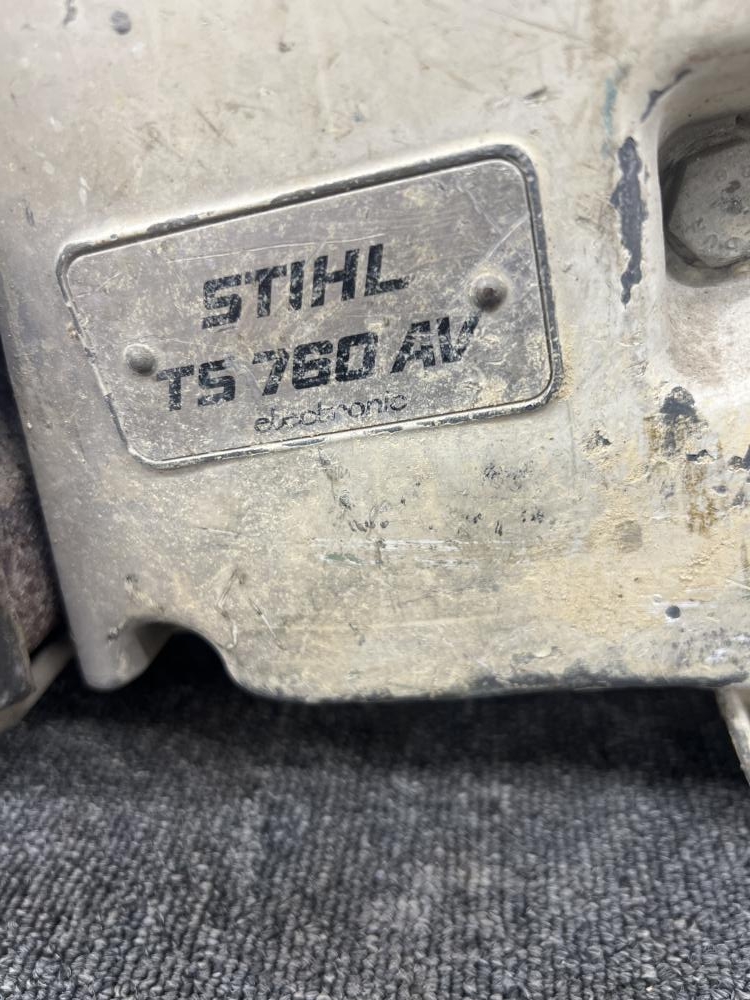 STIHL
TS 760 AV
electronic